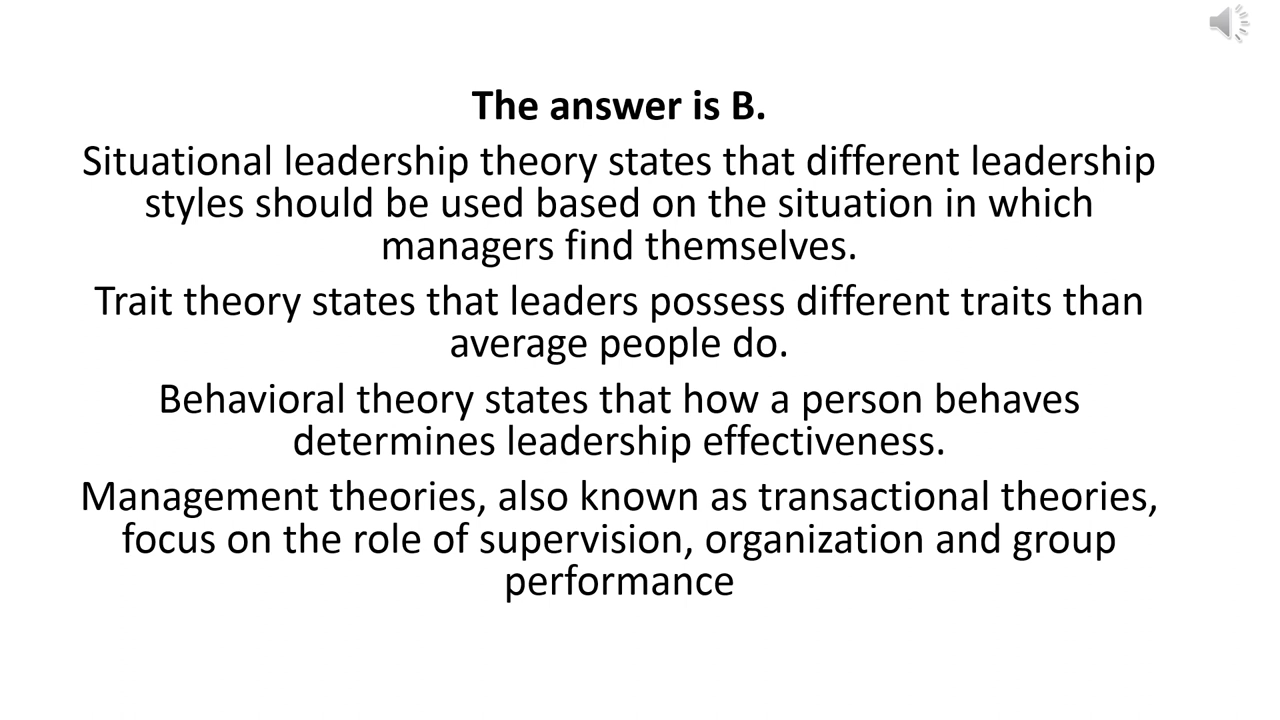 The answer is B.
Situational leadership theory states that different leadership
styles should be used based on the situation in which
managers find themselves.
Trait theory states that leaders possess different traits than
average people do.
Behavioral theory states that how a person behaves
determines leadership effectiveness.
Management theories, also known as transactional theories,
focus on the role of supervision, organization and group
performance